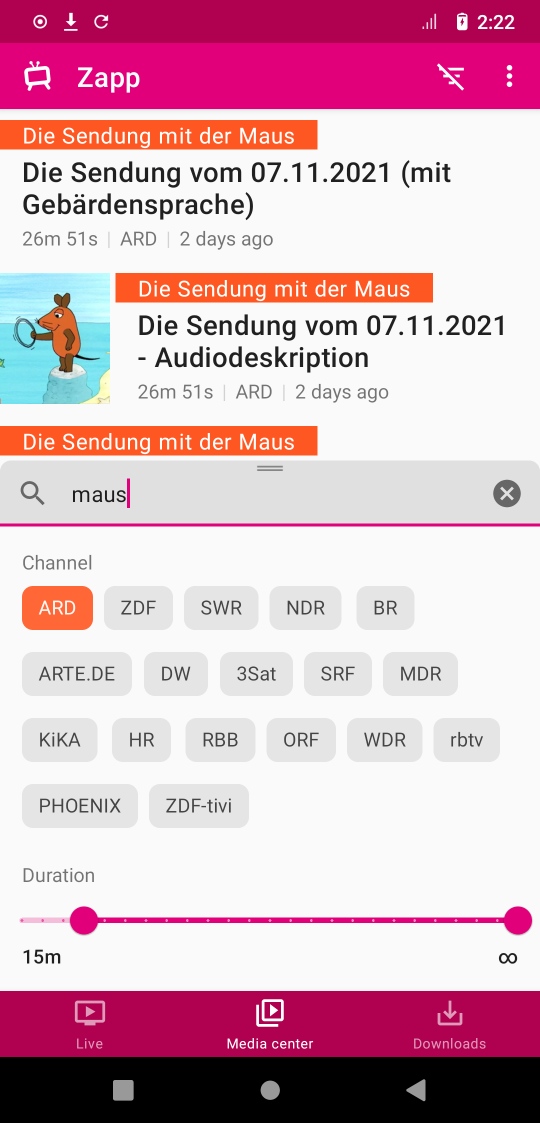 2:22
Zapp
Die Sendung mit der Maus
Die Sendung vom 07.11.2021 (mit
Gebärdensprache)
26m 51s | ARD | 2 days ago
Die Sendung mit der Maus
Die Sendung vom 07.11.2021
- Audiodeskription
26m 51s | ARD | 2 days ago
Die Sendung mit der Maus
maus
Channel
ARD ZDF SWR NDR BR
ARTE.DE DW 3Sat SRF MDR
KiKA HR RBB ORF WDR rbtv
PHOENIX ZDF-tivi
Duration
15m ∞
Live Media center Downloads